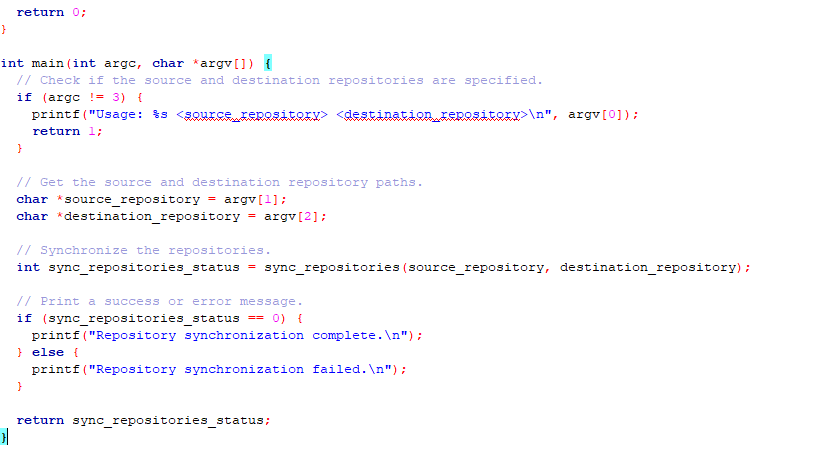 return 0;
}

int main(int argc, char *argv[]) {
  // Check if the source and destination repositories are specified.
  if (argc != 3) {
    printf("Usage: %s <source_repository> <destination_repository>\n", argv[0]);
    return 1;
  }

  // Get the source and destination repository paths.
  char *source_repository = argv[1];
  char *destination_repository = argv[2];

  // Synchronize the repositories.
  int sync_repositories_status = sync_repositories(source_repository, destination_repository);

  // Print a success or error message.
  if (sync_repositories_status == 0) {
    printf("Repository synchronization complete.\n");
  } else {
    printf("Repository synchronization failed.\n");
  }

  return sync_repositories_status;
}